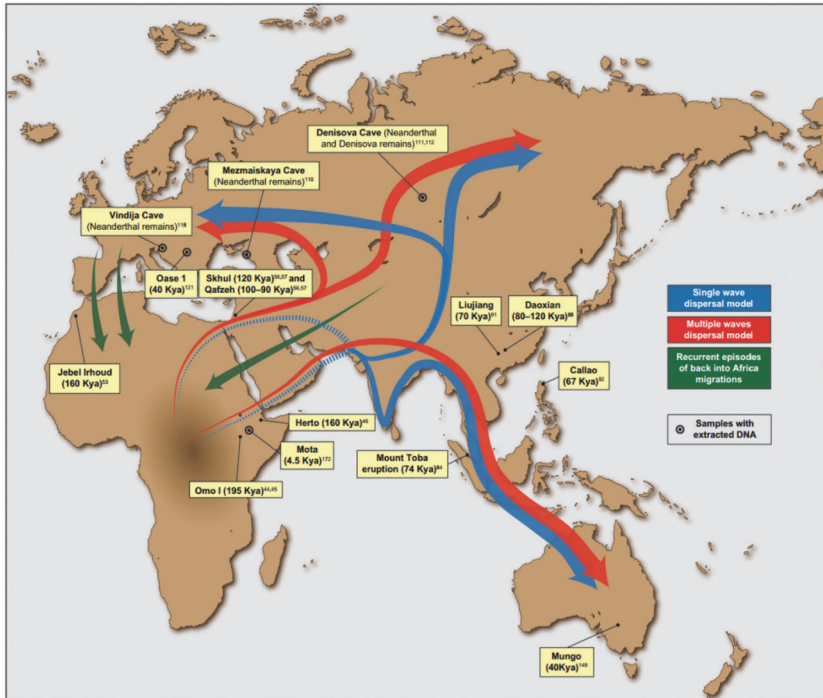 Denisova Cave (Neanderthal
and Denisova remains)111,112
Mezmaiskaya Cave
(Neanderthal remains)110
Vindija Cave
(Neanderthal remains)118
Oase 1
(40 Kya)121
Skhul (120 Kya)56,57 and
Qafzeh (100–90 Kya)56,57
Liujiang
(70 Kya)91
Daoxian
(80–120 Kya)88
Single wave
dispersal model
Multiple waves
dispersal model
Recurrent episodes
of back into Africa
migrations
Jebel Irhoud
(160 Kya)53
Callao
(67 Kya)92
Samples with
extracted DNA
Herto (160 Kya)49
Mota
(4.5 Kya)172
Mount Toba
eruption (74 Kya)84
Omo I (195 Kya)44,45
Mungo
(40Kya)149